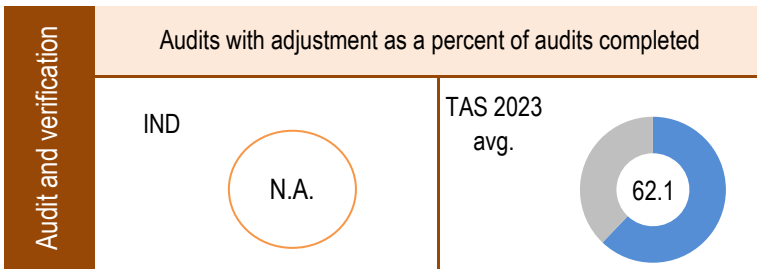 Audit and verification
Audits with adjustment as a percent of audits completed
IND
N.A.
TAS 2023
avg.
62.1